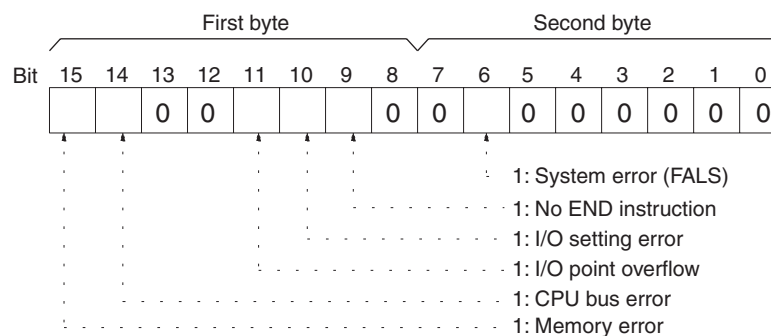 First byte Second byte
Bit 15 14 13 12 11 10 9 8 7 6 5 4 3 2 1 0
0 0 0 0 0 0 0 0 0 0
1: System error (FALS)
1: No END instruction
1: I/O setting error
1: I/O point overflow
1: CPU bus error
1: Memory error